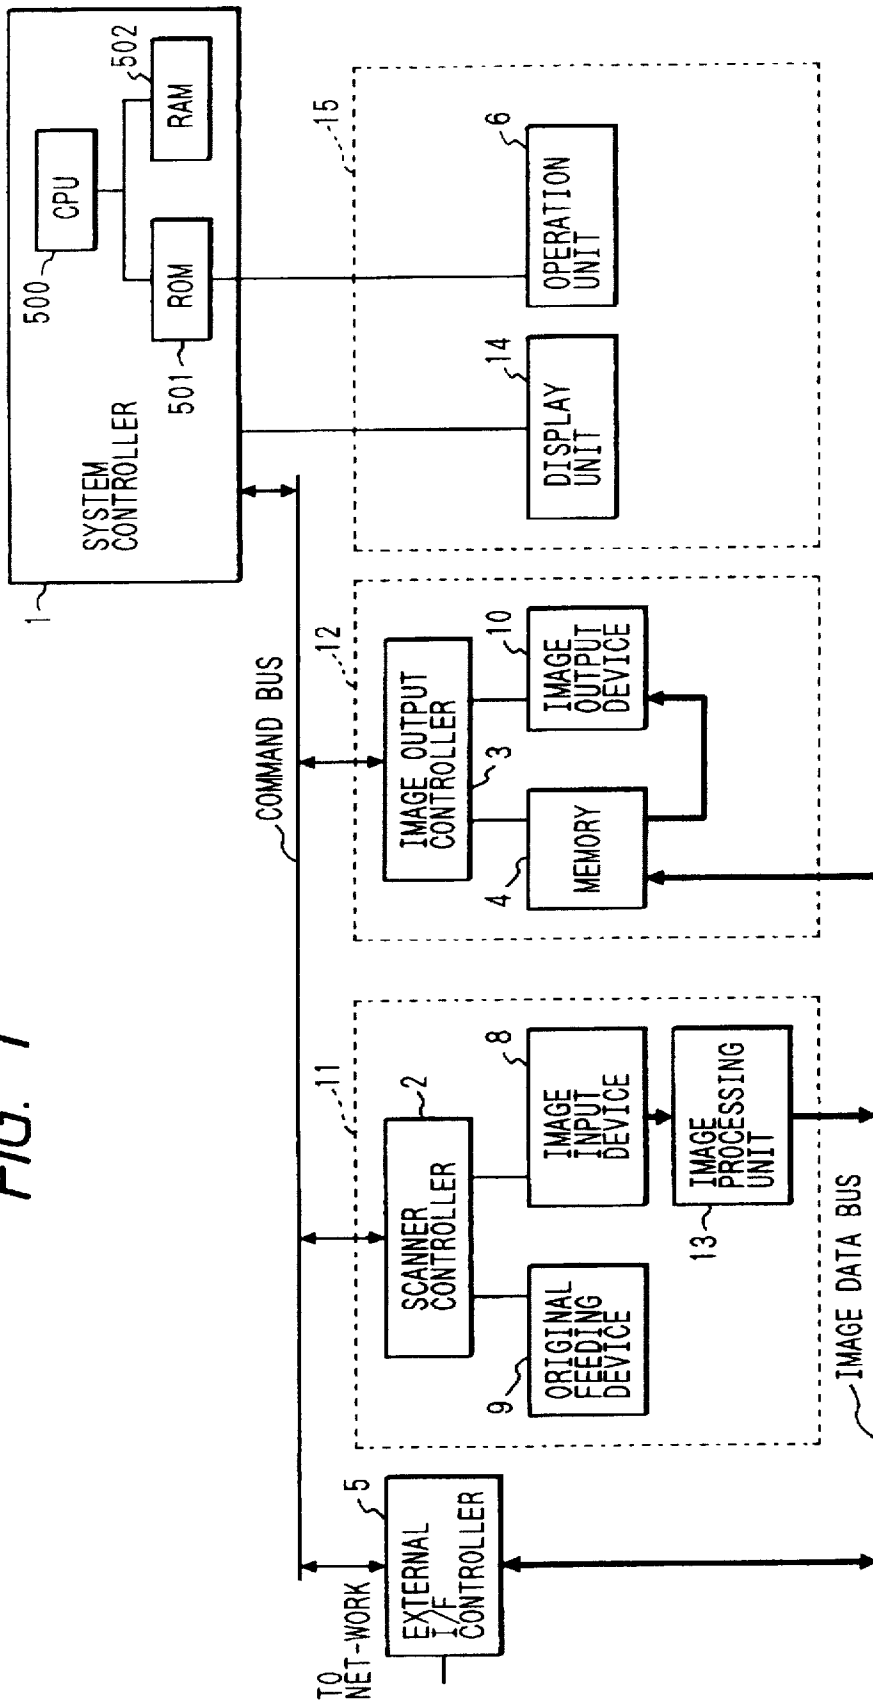 FIG. 1
TO
NET-WORK
5
EXTERNAL
I/F
CONTROLLER
11
SCANNER
CONTROLLER
2
9
ORIGINAL
FEEDING
DEVICE
IMAGE
INPUT
DEVICE
8
13
IMAGE
PROCESSING
UNIT
IMAGE DATA BUS
COMMAND BUS
12
IMAGE OUTPUT
CONTROLLER
3
4
MEMORY
10
IMAGE
OUTPUT
DEVICE
1
SYSTEM
CONTROLLER
500
CPU
501
ROM
502
RAM
15
14
DISPLAY
UNIT
6
OPERATION
UNIT